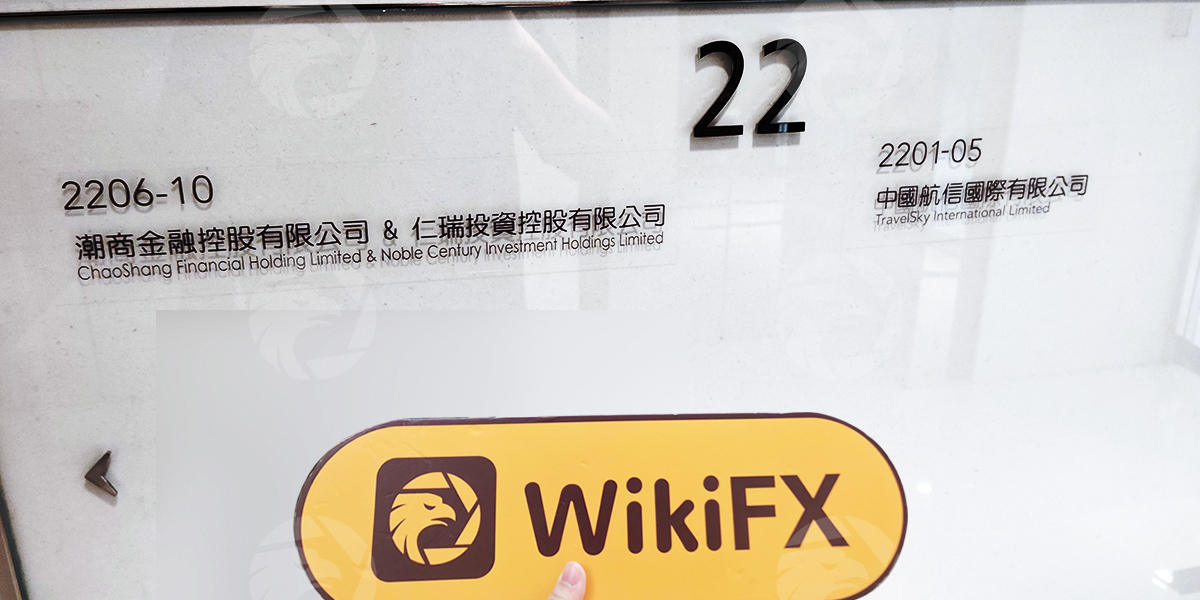 22
2206-10
潮商金融控股有限公司 & 仁瑞投資控股有限公司
ChaoShang Financial Holding Limited & Noble Century Investment Holdings Limited
2201-05
中國航信國際有限公司
TravelSky International Limited
WikiFX